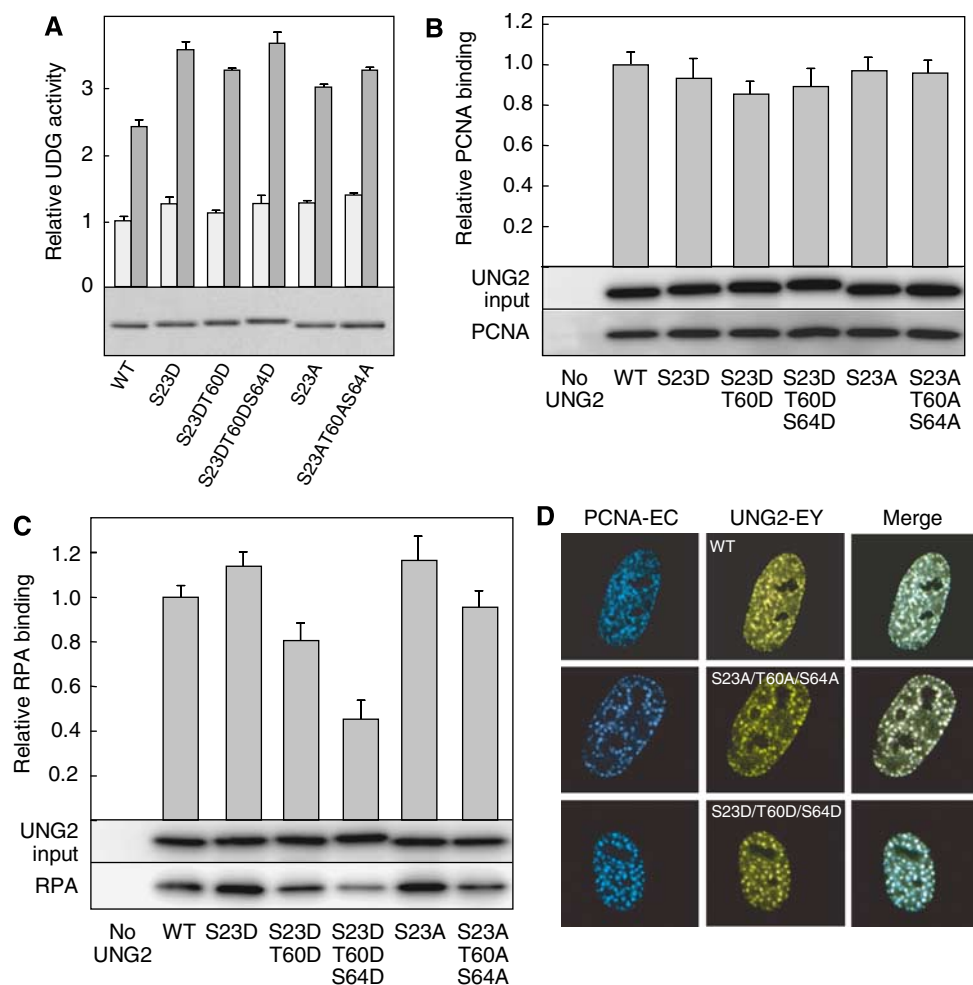 A
Relative UDG activity
3
2
1
0
WT
S23D
S23DT60D
S23DT60DS64D
S23A
S23AT60AS64A
B
Relative PCNA binding
1.2
1.0
0.8
0.6
0.4
0.2
UNG2
input
PCNA
No WT S23D S23D S23D S23A S23A
UNG2 T60D T60D T60A
S64D S64A
C
Relative RPA binding
1.2
1.0
0.8
0.6
0.4
0.2
UNG2
input
RPA
No WT S23D S23D S23D S23A S23A
UNG2 T60D T60D T60A
S64D S64A
D
PCNA-EC UNG2-EY Merge
WT
S23A/T60A/S64A
S23D/T60D/S64D